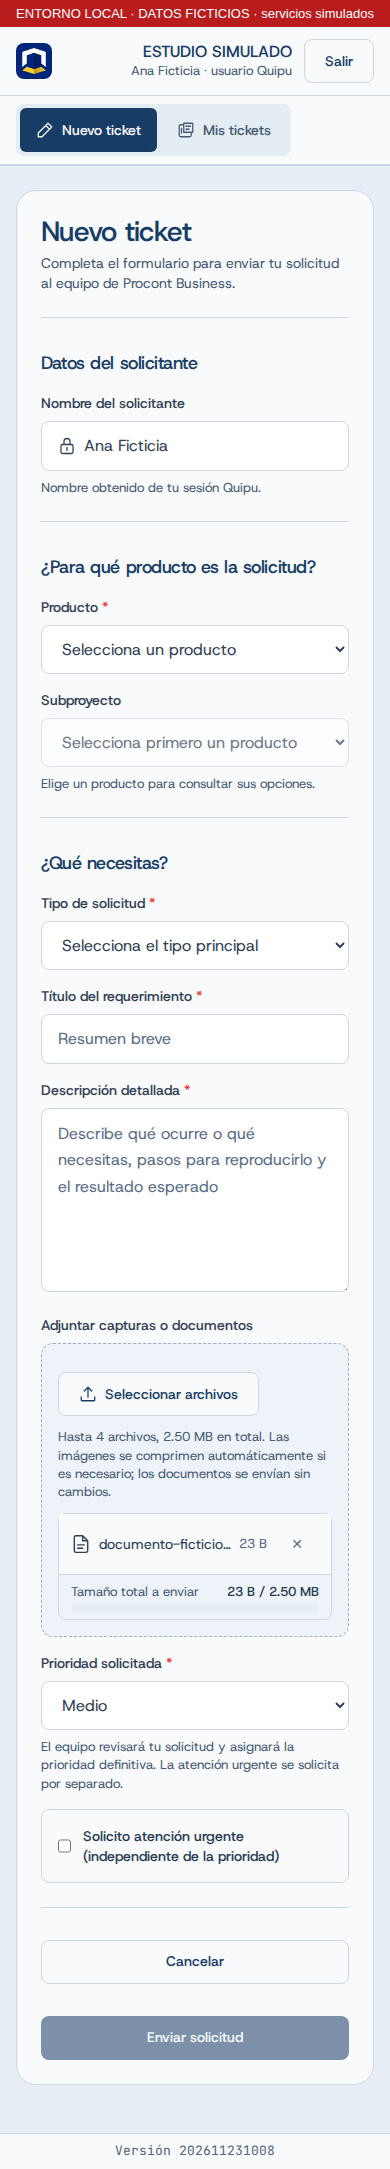 ENTORNO LOCAL · DATOS FICTICIOS · servicios simulados
ESTUDIO SIMULADO
Ana Ficticia · usuario Quipu
Salir
Nuevo ticket
Mis tickets
Nuevo ticket
Completa el formulario para enviar tu solicitud
al equipo de Procont Business.
Datos del solicitante
Nombre del solicitante
Ana Ficticia
Nombre obtenido de tu sesión Quipu.
¿Para qué producto es la solicitud?
Producto *
Selecciona un producto
Subproyecto
Selecciona primero un producto
Elige un producto para consultar sus opciones.
¿Qué necesitas?
Tipo de solicitud *
Selecciona el tipo principal
Título del requerimiento *
Resumen breve
Descripción detallada *
Describe qué ocurre o qué
necesitas, pasos para reproducirlo y
el resultado esperado
Adjuntar capturas o documentos
Seleccionar archivos
Hasta 4 archivos, 2.50 MB en total. Las
imágenes se comprimen automáticamente si
es necesario; los documentos se envían sin
cambios.
documento-ficticio... 23 B ×
Tamaño total a enviar 23 B / 2.50 MB
Prioridad solicitada *
Medio
El equipo revisará tu solicitud y asignará la
prioridad definitiva. La atención urgente se solicita
por separado.
Solicito atención urgente
(independiente de la prioridad)
Cancelar
Enviar solicitud
Versión 202611231008